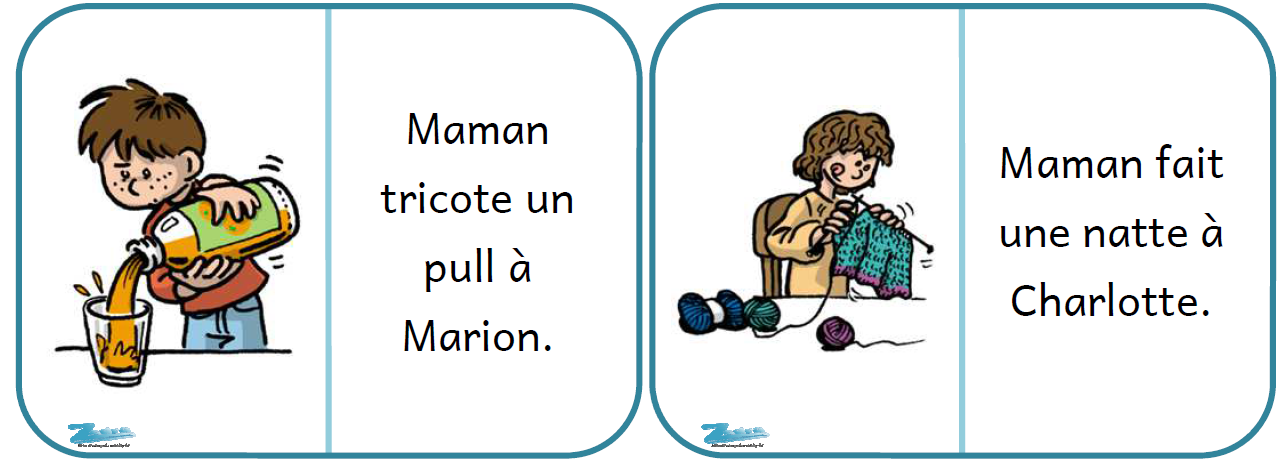 Maman
tricote un
pull à
Marion.
Maman fait
une natte à
Charlotte.